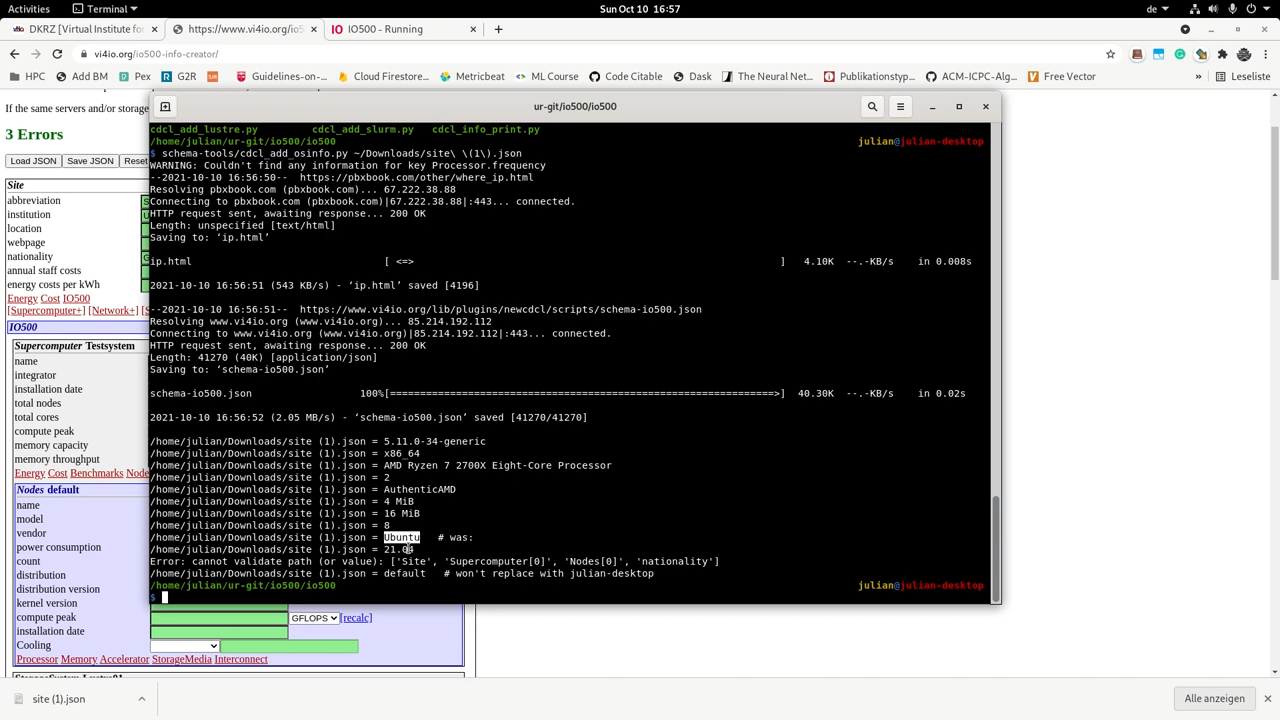 Activities Terminal Sun Oct 10 16:57 de
DKRZ [Virtual Institute fo × https://www.vi4io.org/io5 × IO500 - Running ×
vi4io.org/io500-info-creator/
HPC Add BM Pex G2R Guidelines-on-... Cloud Firestore... Metricbeat ML Course Code Citable Dask The Neural Net... Publikationstyp... ACM-ICPC-Alg... Free Vector » Leseliste
If the same servers and/or storage
3 Errors
Load JSON Save JSON Reset
Site
abbreviation
institution
location
webpage
nationality
annual staff costs
energy costs per kWh
Energy Cost IO500
[Supercomputer+] [Network+]
IO500
Supercomputer Testsystem
name
integrator
installation date
total nodes
total cores
compute peak
memory capacity
memory throughput
Energy Cost Benchmarks Node
Nodes default
name
model
vendor
power consumption
count
distribution
distribution version
kernel version
compute peak GFLOPS [recalc]
installation date
Cooling
Processor Memory Accelerator StorageMedia Interconnect
ur-git/io500/io500
cdcl_add_lustre.py cdcl_add_slurm.py cdcl_info_print.py
/home/julian/ur-git/io500/io500 julian@julian-desktop
$ schema-tools/cdcl_add_osinfo.py ~/Downloads/site\ \(1\).json
WARNING: Couldn't find any information for key Processor.frequency
--2021-10-10 16:56:50-- https://pbxbook.com/other/where_ip.html
Resolving pbxbook.com (pbxbook.com)... 67.222.38.88
Connecting to pbxbook.com (pbxbook.com)|67.222.38.88|:443... connected.
HTTP request sent, awaiting response... 200 OK
Length: unspecified [text/html]
Saving to: ‘ip.html’
ip.html [ <=> ] 4.10K --.-KB/s in 0.008s
2021-10-10 16:56:51 (543 KB/s) - ‘ip.html’ saved [4196]
--2021-10-10 16:56:51-- https://www.vi4io.org/lib/plugins/newcdcl/scripts/schema-io500.json
Resolving www.vi4io.org (www.vi4io.org)... 85.214.192.112
Connecting to www.vi4io.org (www.vi4io.org)|85.214.192.112|:443... connected.
HTTP request sent, awaiting response... 200 OK
Length: 41270 (40K) [application/json]
Saving to: ‘schema-io500.json’
schema-io500.json 100%[================================================================>] 40.30K --.-KB/s in 0.02s
2021-10-10 16:56:52 (2.05 MB/s) - ‘schema-io500.json’ saved [41270/41270]
/home/julian/Downloads/site (1).json = 5.11.0-34-generic
/home/julian/Downloads/site (1).json = x86_64
/home/julian/Downloads/site (1).json = AMD Ryzen 7 2700X Eight-Core Processor
/home/julian/Downloads/site (1).json = 2
/home/julian/Downloads/site (1).json = AuthenticAMD
/home/julian/Downloads/site (1).json = 4 MiB
/home/julian/Downloads/site (1).json = 16 MiB
/home/julian/Downloads/site (1).json = 8
/home/julian/Downloads/site (1).json = Ubuntu # was:
/home/julian/Downloads/site (1).json = 21.04
Error: cannot validate path (or value): ['Site', 'Supercomputer[0]', 'Nodes[0]', 'nationality']
/home/julian/Downloads/site (1).json = default # won't replace with julian-desktop
/home/julian/ur-git/io500/io500 julian@julian-desktop
$
site (1).json Alle anzeigen